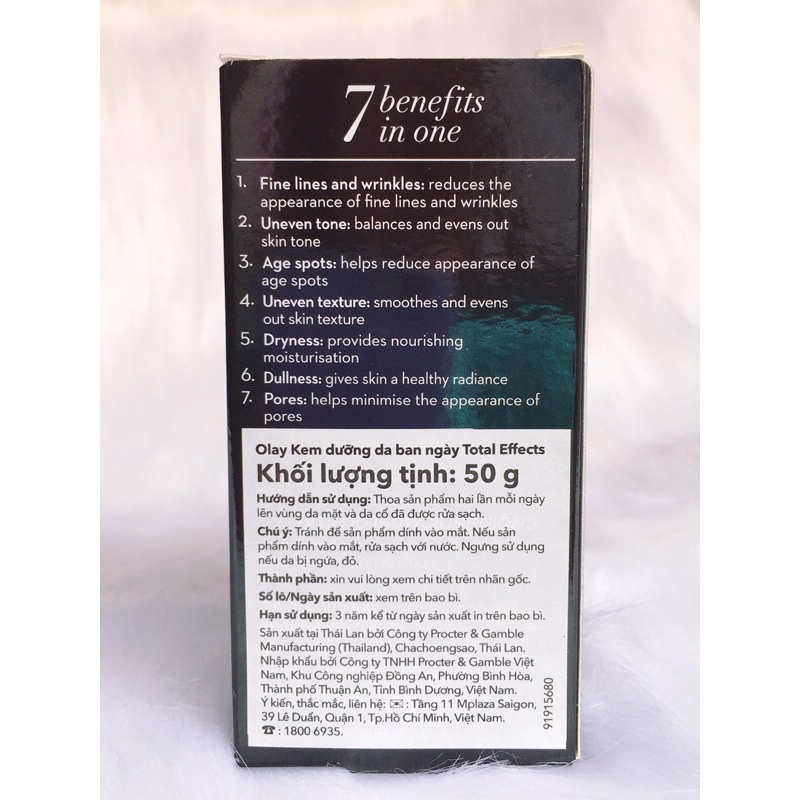 7 benefits
in one
1. Fine lines and wrinkles: reduces the
appearance of fine lines and wrinkles
2. Uneven tone: balances and evens out
skin tone
3. Age spots: helps reduce appearance of
age spots
4. Uneven texture: smoothes and evens
out skin texture
5. Dryness: provides nourishing
moisturisation
6. Dullness: gives skin a healthy radiance
7. Pores: helps minimise the appearance of
pores
Olay Kem dưỡng da ban ngày Total Effects
Khối lượng tịnh: 50 g
Hướng dẫn sử dụng: Thoa sản phẩm hai lần mỗi ngày
lên vùng da mặt và da cổ đã được rửa sạch.
Chú ý: Tránh để sản phẩm dính vào mắt. Nếu sản
phẩm dính vào mắt, rửa sạch với nước. Ngưng sử dụng
nếu da bị ngứa, đỏ.
Thành phần: xin vui lòng xem chi tiết trên nhãn gốc.
Số lô/Ngày sản xuất: xem trên bao bì.
Hạn sử dụng: 3 năm kể từ ngày sản xuất in trên bao bì.
Sản xuất tại Thái Lan bởi Công ty Procter & Gamble
Manufacturing (Thailand), Chachoengsao, Thái Lan.
Nhập khẩu bởi Công ty TNHH Procter & Gamble Việt
Nam, Khu Công nghiệp Đồng An, Phường Bình Hòa,
Thành phố Thuận An, Tỉnh Bình Dương, Việt Nam.
Ý kiến, thắc mắc, liên hệ: ✉ : Tầng 11 Mplaza Saigon,
39 Lê Duẩn, Quận 1, Tp.Hồ Chí Minh, Việt Nam.
☎ : 1800 6935.
91915680